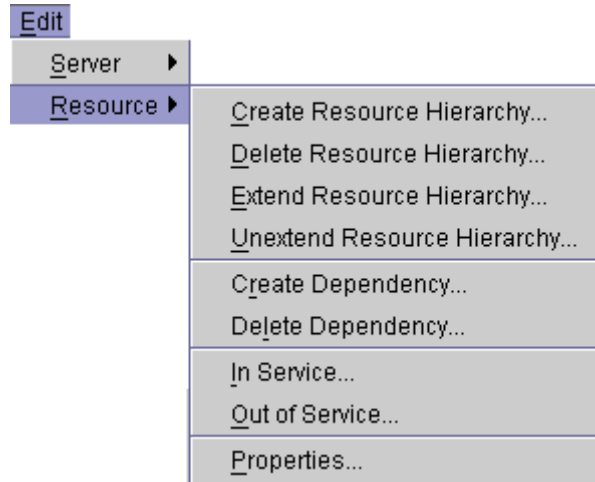 Edit
Server
Resource
Create Resource Hierarchy...
Delete Resource Hierarchy...
Extend Resource Hierarchy...
Unextend Resource Hierarchy...
Create Dependency...
Delete Dependency...
In Service...
Out of Service...
Properties...